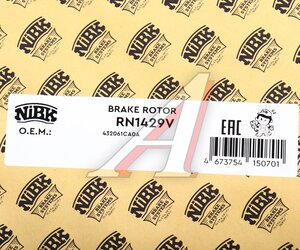 NiBK
BRAKE ROTOR
RN1429V
O.E.M.:
432061CA0A
EAC
4 673754 150701